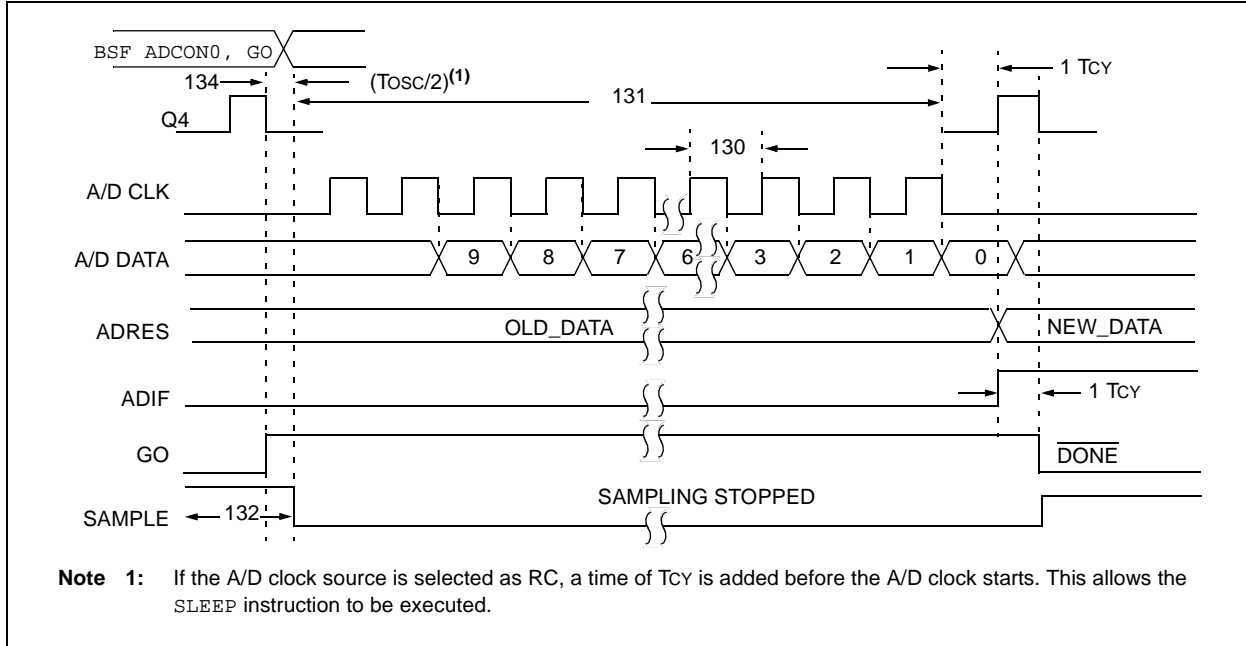 BSF ADCON0, GO
134 (TOSC/2)(1) 131 1 TCY
Q4
130
A/D CLK
A/D DATA 9 8 7 6 3 2 1 0
ADRES OLD_DATA NEW_DATA
ADIF 1 TCY
GO DONE
SAMPLING STOPPED
SAMPLE 132
Note 1: If the A/D clock source is selected as RC, a time of TCY is added before the A/D clock starts. This allows the
SLEEP instruction to be executed.